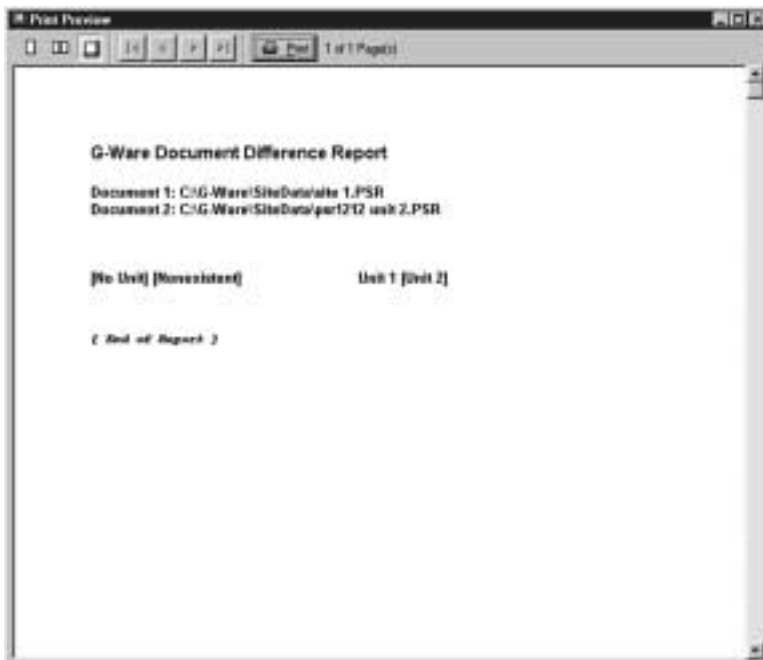 Print Preview
Print 1 of 1 Page(s)
G-Ware Document Difference Report
Document 1: C:\G-Ware\SiteData\site 1.PSR
Document 2: C:\G-Ware\SiteData\psr1212 unit 2.PSR
[No Unit] [Nonexistent] Unit 1 [Unit 2]
{ End of Report }